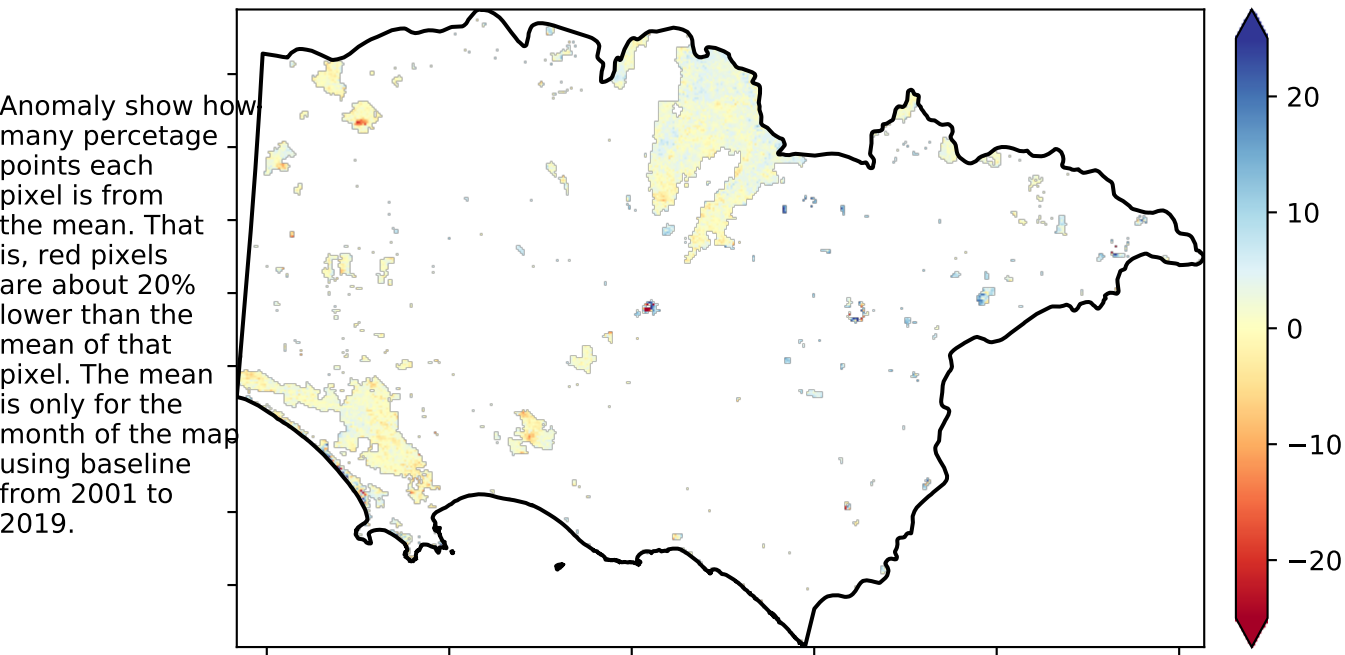 Anomaly show how
many percetage
points each
pixel is from
the mean. That
is, red pixels
are about 20%
lower than the
mean of that
pixel. The mean
is only for the
month of the map
using baseline
from 2001 to
2019.
20
10
0
−10
−20